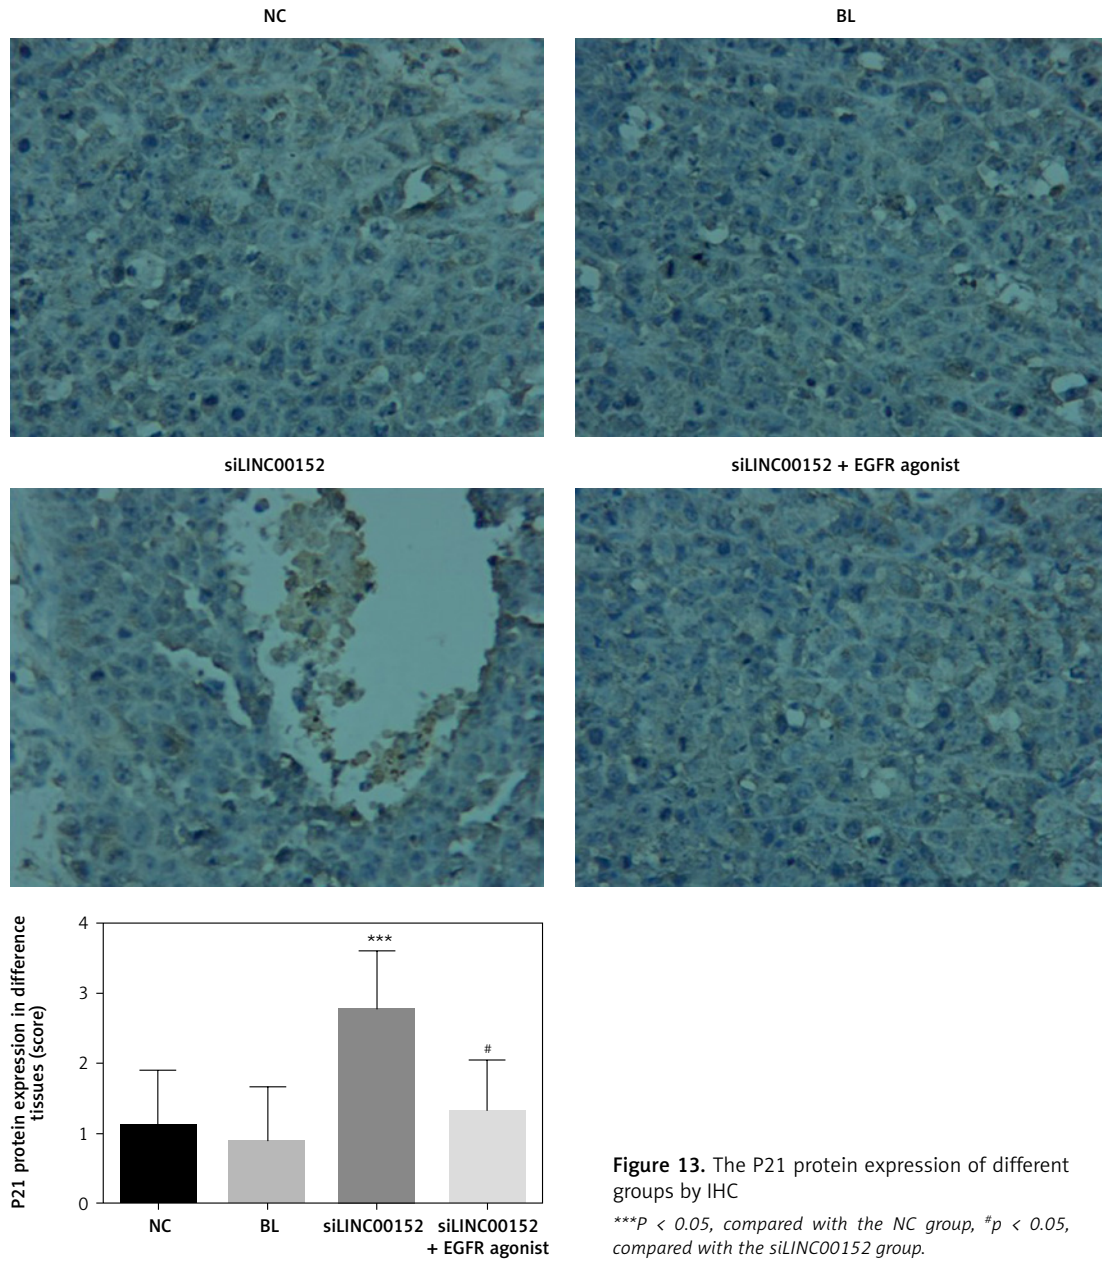 NC
BL
siLINC00152
siLINC00152 + EGFR agonist
P21 protein expression in difference
tissues (score)
4
3
2
1
0
***
#
NC
BL
siLINC00152
siLINC00152
+ EGFR agonist
Figure 13. The P21 protein expression of different
groups by IHC
***P < 0.05, compared with the NC group, #p < 0.05,
compared with the siLINC00152 group.